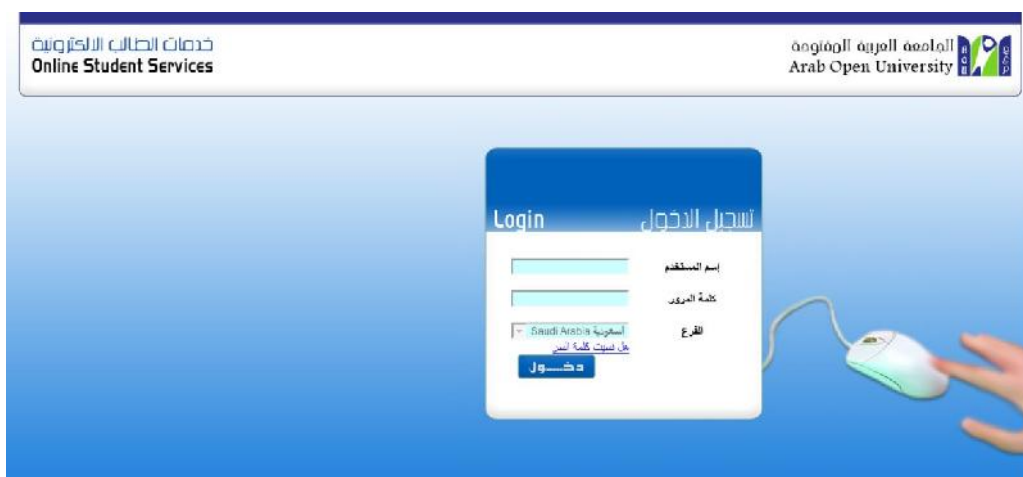 خدمات الطالب الالكترونية
Online Student Services
الجامعة العربية المفتوحة
Arab Open University
تسجيل الدخول
Login
إسم المستخدم
كلمة المرور
الفرع
السعودية Saudi Arabia
هل نسيت كلمة السر
دخــــول